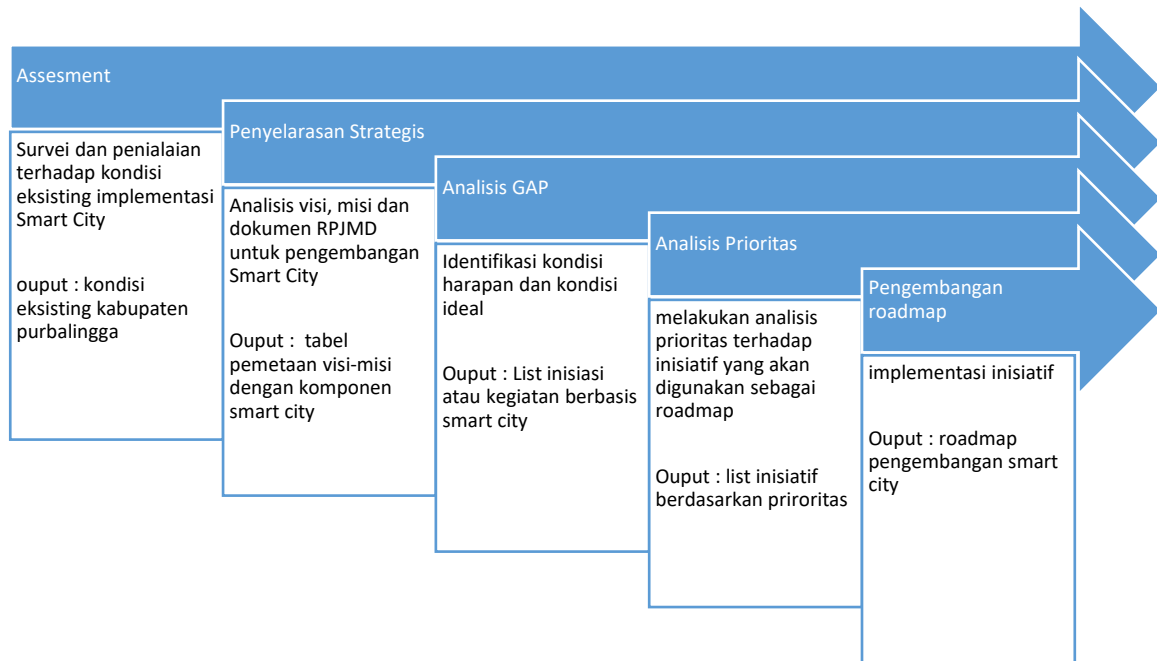 Assesment
Survei dan penialaian
terhadap kondisi
eksisting implementasi
Smart City
ouput : kondisi
eksisting kabupaten
purbalingga
Penyelarasan Strategis
Analisis visi, misi dan
dokumen RPJMD
untuk pengembangan
Smart City
Ouput :  tabel
pemetaan visi-misi
dengan komponen
smart city
Analisis GAP
Identifikasi kondisi
harapan dan kondisi
ideal
Ouput : List inisiasi
atau kegiatan berbasis
smart city
Analisis Prioritas
melakukan analisis
prioritas terhadap
inisiatif yang akan
digunakan sebagai
roadmap
Ouput : list inisiatif
berdasarkan priroritas
Pengembangan
roadmap
implementasi inisiatif
Ouput : roadmap
pengembangan smart
city